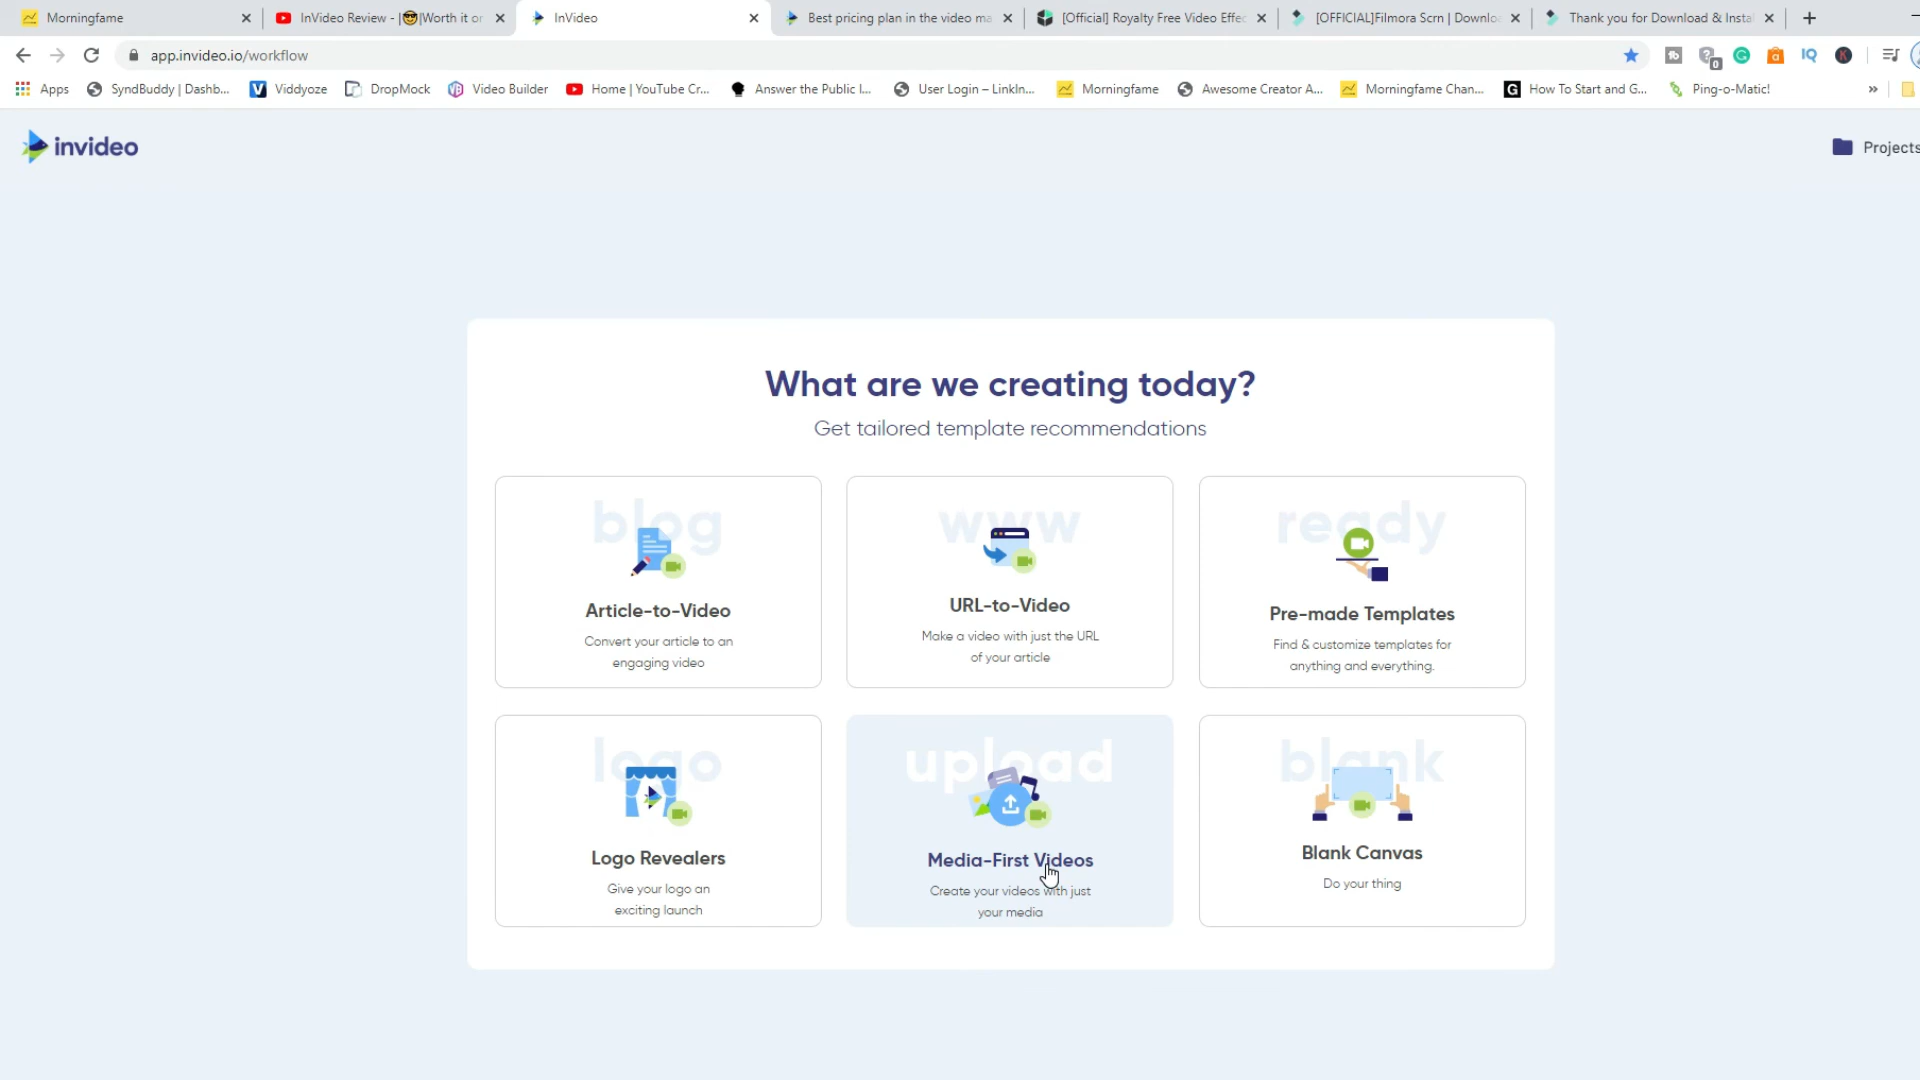 Morningfame
InVideo Review - |😎|Worth it or
InVideo
Best pricing plan in the video ma
[Official] Royalty Free Video Effec
[OFFICIAL]Filmora Scrn | Downlo
Thank you for Download & Insta
app.invideo.io/workflow
Apps
SyndBuddy | Dashb...
Viddyoze
DropMock
Video Builder
Home | YouTube Cr...
Answer the Public I...
User Login – LinkIn...
Morningfame
Awesome Creator A...
Morningfame Chan...
How To Start and G...
Ping-o-Matic!
invideo
Projects
What are we creating today?
Get tailored template recommendations
blog
Article-to-Video
Convert your article to an
engaging video
www
URL-to-Video
Make a video with just the URL
of your article
ready
Pre-made Templates
Find & customize templates for
anything and everything.
logo
Logo Revealers
Give your logo an
exciting launch
upload
Media-First Videos
Create your videos with just
your media
blank
Blank Canvas
Do your thing